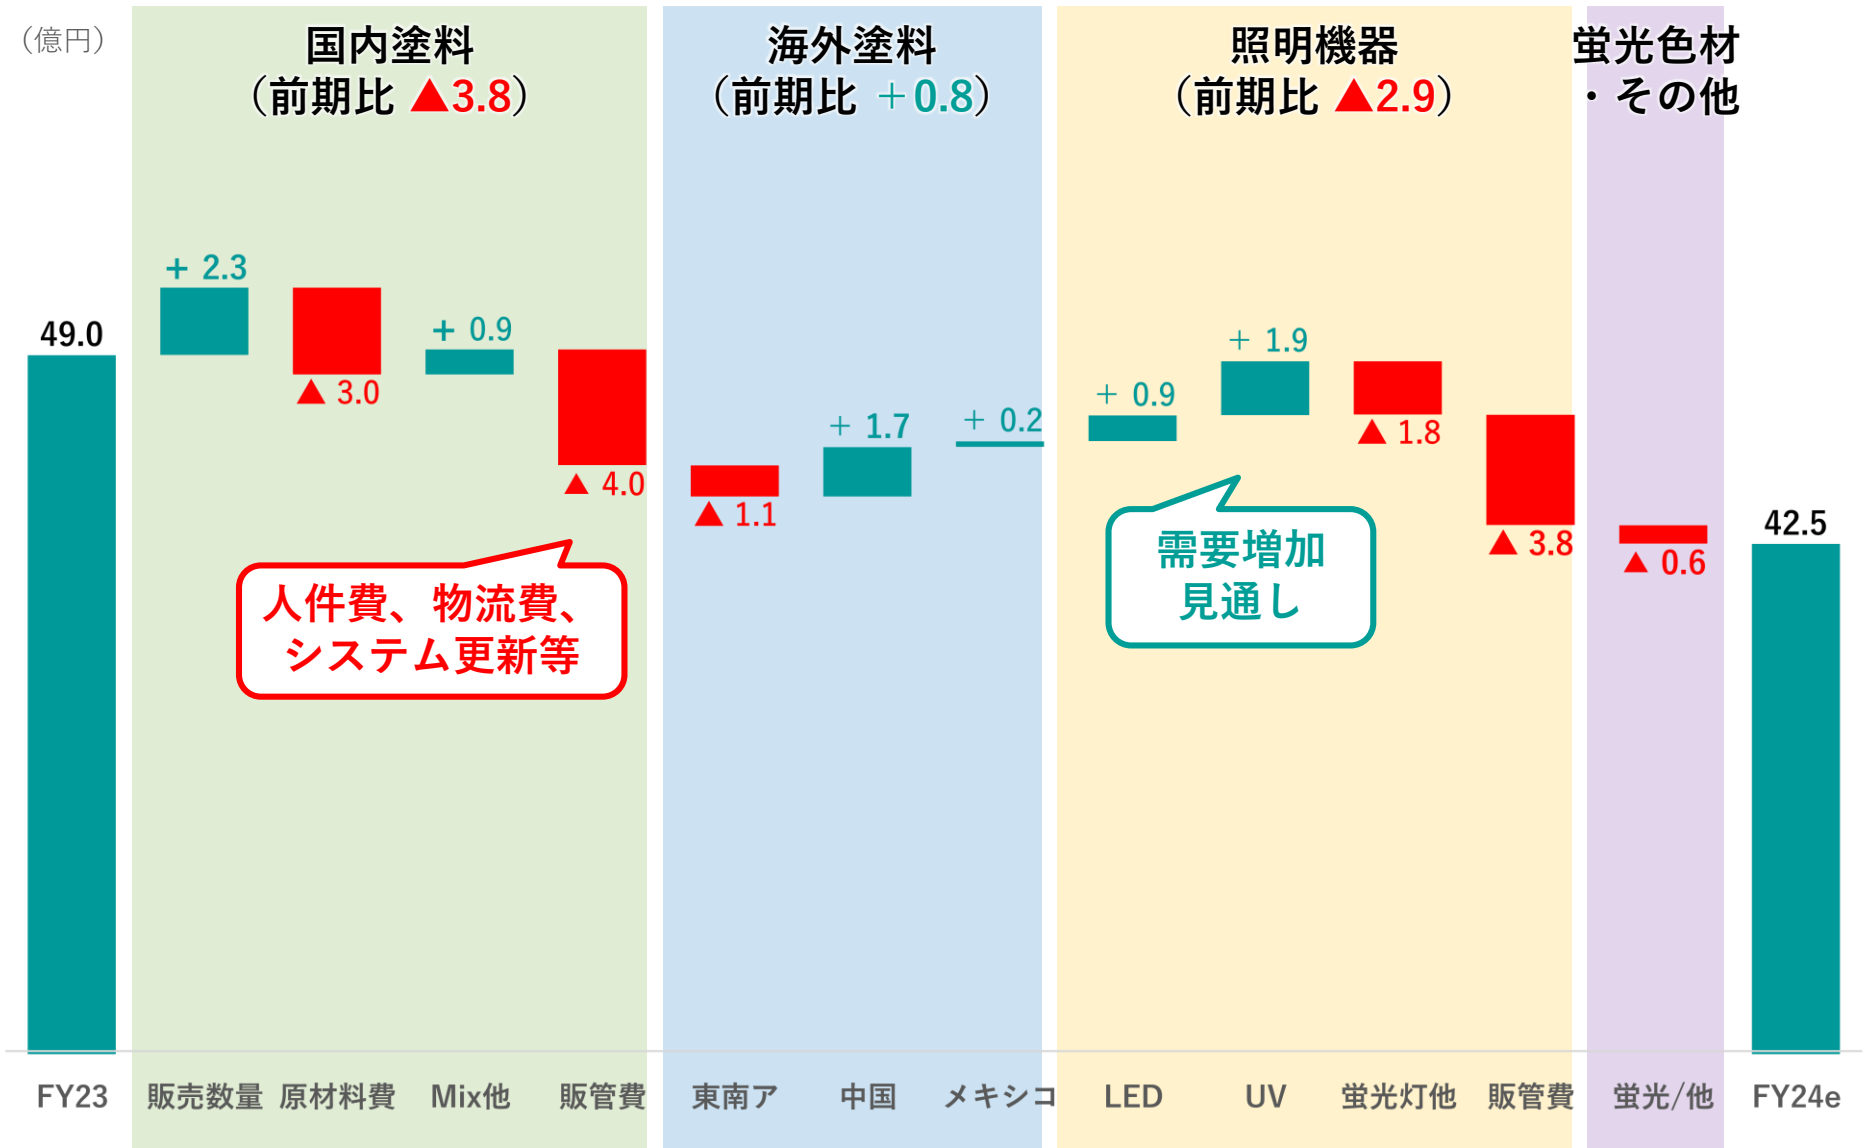 （億円）
国内塗料
（前期比 ▲3.8）
海外塗料
（前期比 ＋0.8）
照明機器
（前期比 ▲2.9）
蛍光色材
・その他
49.0
+ 2.3
▲ 3.0
+ 0.9
▲ 4.0
▲ 1.1
+ 1.7
+ 0.2
+ 0.9
+ 1.9
▲ 1.8
▲ 3.8
▲ 0.6
42.5
人件費、物流費、
システム更新等
需要増加
見通し
FY23 販売数量 原材料費 Mix他 販管費 東南ア 中国 メキシコ LED UV 蛍光灯他 販管費 蛍光/他 FY24e